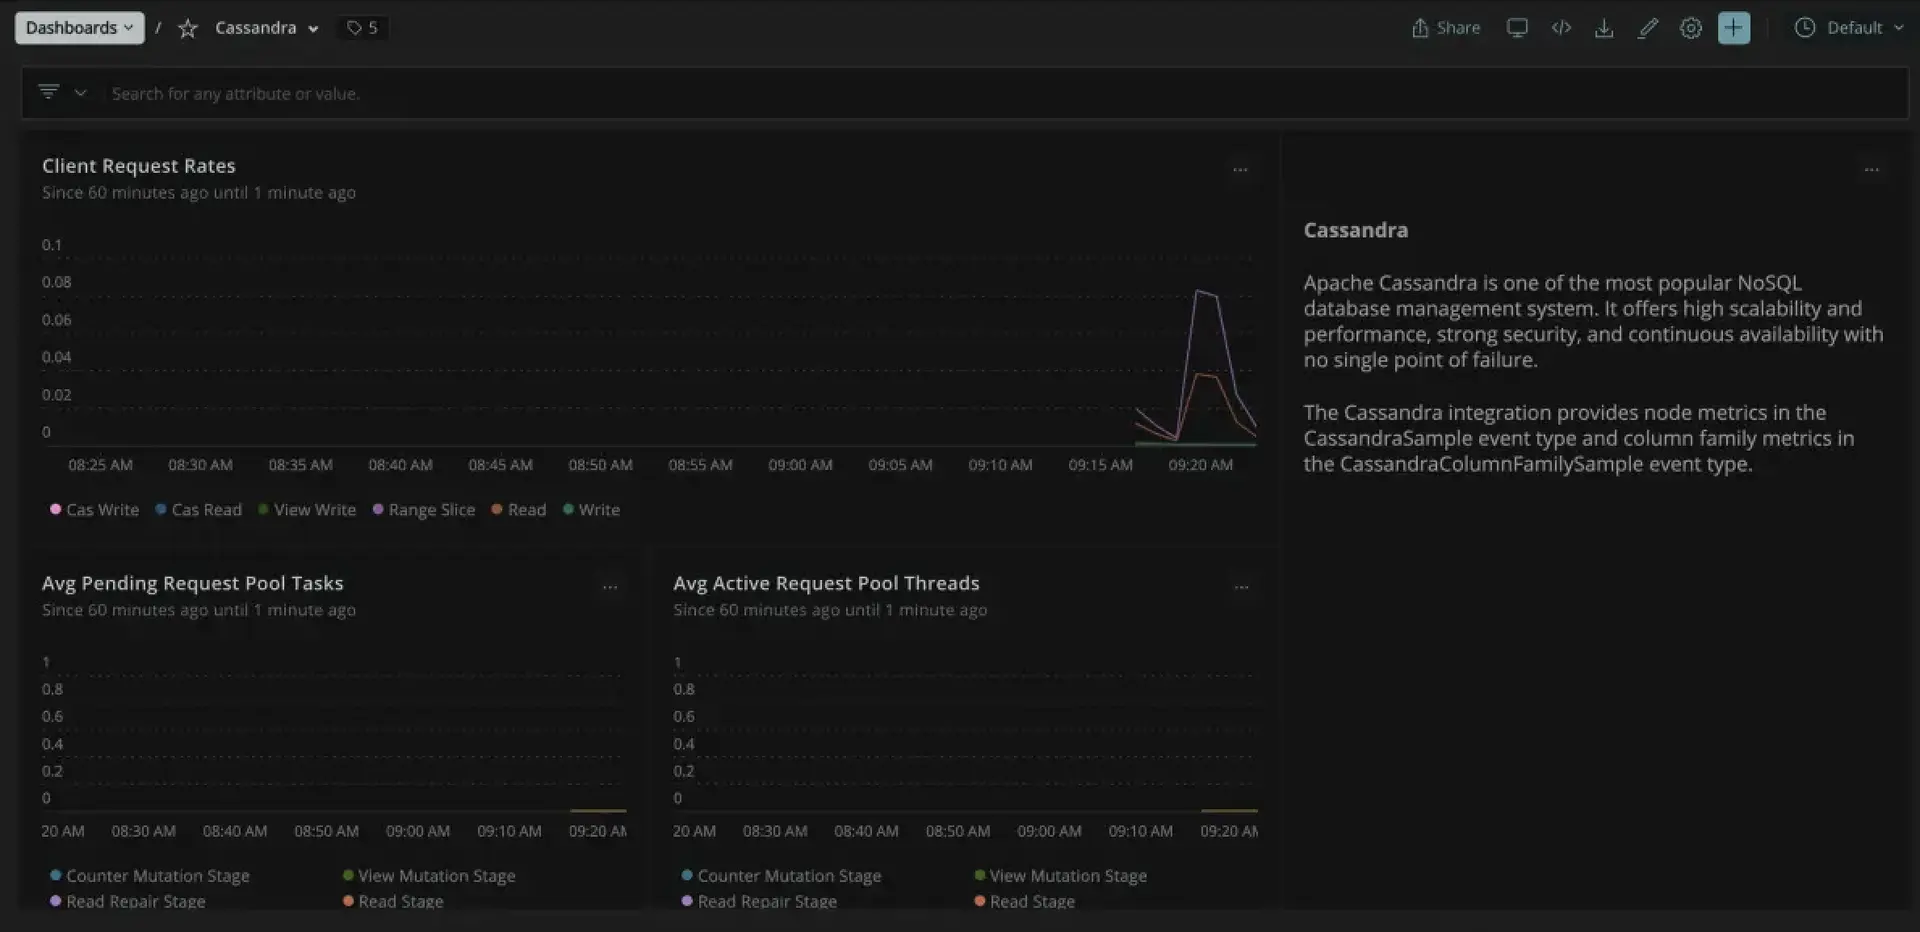 Dashboards / Cassandra 5
Share Default
Search for any attribute or value.
Client Request Rates
Since 60 minutes ago until 1 minute ago
0.1
0.08
0.06
0.04
0.02
0
08:25 AM 08:30 AM 08:35 AM 08:40 AM 08:45 AM 08:50 AM 08:55 AM 09:00 AM 09:05 AM 09:10 AM 09:15 AM 09:20 AM
Cas Write Cas Read View Write Range Slice Read Write
Cassandra
Apache Cassandra is one of the most popular NoSQL
database management system. It offers high scalability and
performance, strong security, and continuous availability with
no single point of failure.
The Cassandra integration provides node metrics in the
CassandraSample event type and column family metrics in
the CassandraColumnFamilySample event type.
Avg Pending Request Pool Tasks
Since 60 minutes ago until 1 minute ago
1
0.8
0.6
0.4
0.2
0
20 AM 08:30 AM 08:40 AM 08:50 AM 09:00 AM 09:10 AM 09:20 AM
Counter Mutation Stage View Mutation Stage
Read Repair Stage Read Stage
Avg Active Request Pool Threads
Since 60 minutes ago until 1 minute ago
1
0.8
0.6
0.4
0.2
0
20 AM 08:30 AM 08:40 AM 08:50 AM 09:00 AM 09:10 AM 09:20 AM
Counter Mutation Stage View Mutation Stage
Read Repair Stage Read Stage